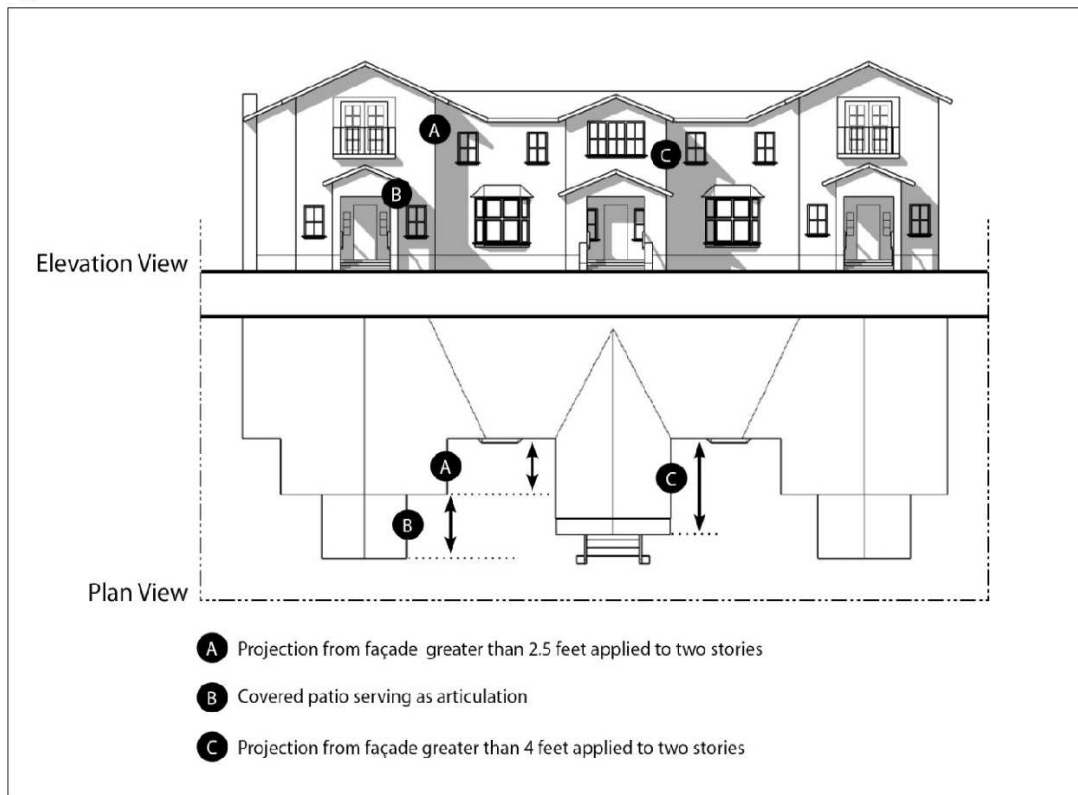 A
B
C
Elevation View
A
C
B
Plan View
A Projection from façade greater than 2.5 feet applied to two stories
B Covered patio serving as articulation
C Projection from façade greater than 4 feet applied to two stories